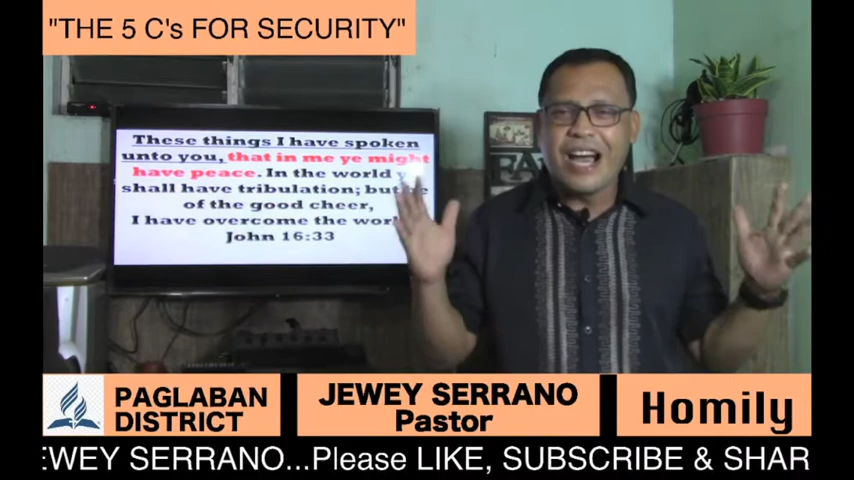 "THE 5 C's FOR SECURITY"
These things I have spoken
unto you, that in me ye might
have peace. In the world
shall have tribulation; but
of the good cheer,
I have overcome the
John 16:33
PAGLABAN
DISTRICT
JEWEY SERRANO
Pastor
Homily
EWEY SERRANO...Please LIKE, SUBSCRIBE & SHAR